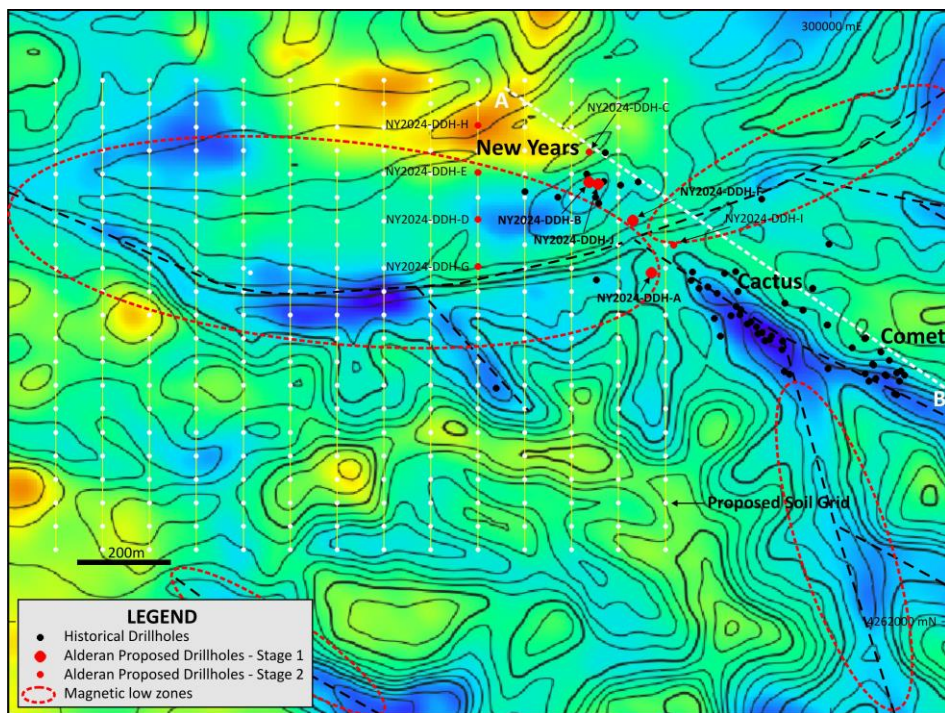 300000 mE
A
NY2024-DDH-C
NY2024-DDH-H
New Years
NY2024-DDH-E
NY2024-DDH-F
NY2024-DDH-D
NY2024-DDH-B
NY2024-DDH-I
NY2024-DDH-J
NY2024-DDH-G
Cactus
NY2024-DDH-A
Comet
B
Proposed Soil Grid
200m
4262000 mN
LEGEND
Historical Drillholes
Alderan Proposed Drillholes - Stage 1
Alderan Proposed Drillholes - Stage 2
Magnetic low zones